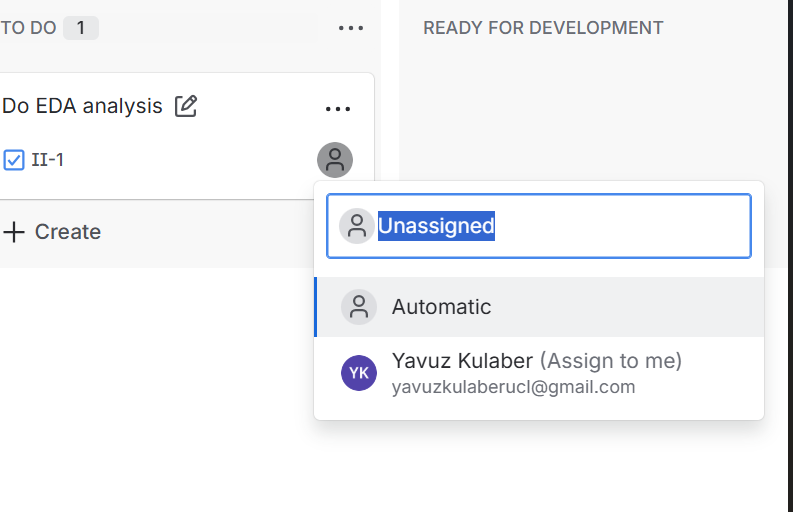 TO DO 1
READY FOR DEVELOPMENT
Do EDA analysis
II-1
Create
Unassigned
Automatic
YK
Yavuz Kulaber (Assign to me)
yavuzkulaberucl@gmail.com